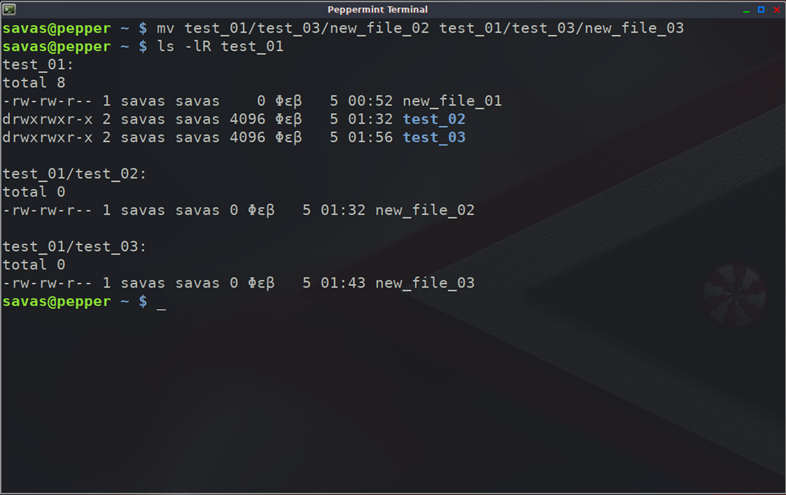 Peppermint Terminal
savas@pepper ~ $ mv test_01/test_03/new_file_02 test_01/test_03/new_file_03
savas@pepper ~ $ ls -lR test_01
test_01:
total 8
-rw-rw-r-- 1 savas savas    0 Φεβ   5 00:52 new_file_01
drwxrwxr-x 2 savas savas 4096 Φεβ   5 01:32 test_02
drwxrwxr-x 2 savas savas 4096 Φεβ   5 01:56 test_03

test_01/test_02:
total 0
-rw-rw-r-- 1 savas savas 0 Φεβ   5 01:32 new_file_02

test_01/test_03:
total 0
-rw-rw-r-- 1 savas savas 0 Φεβ   5 01:43 new_file_03
savas@pepper ~ $ _